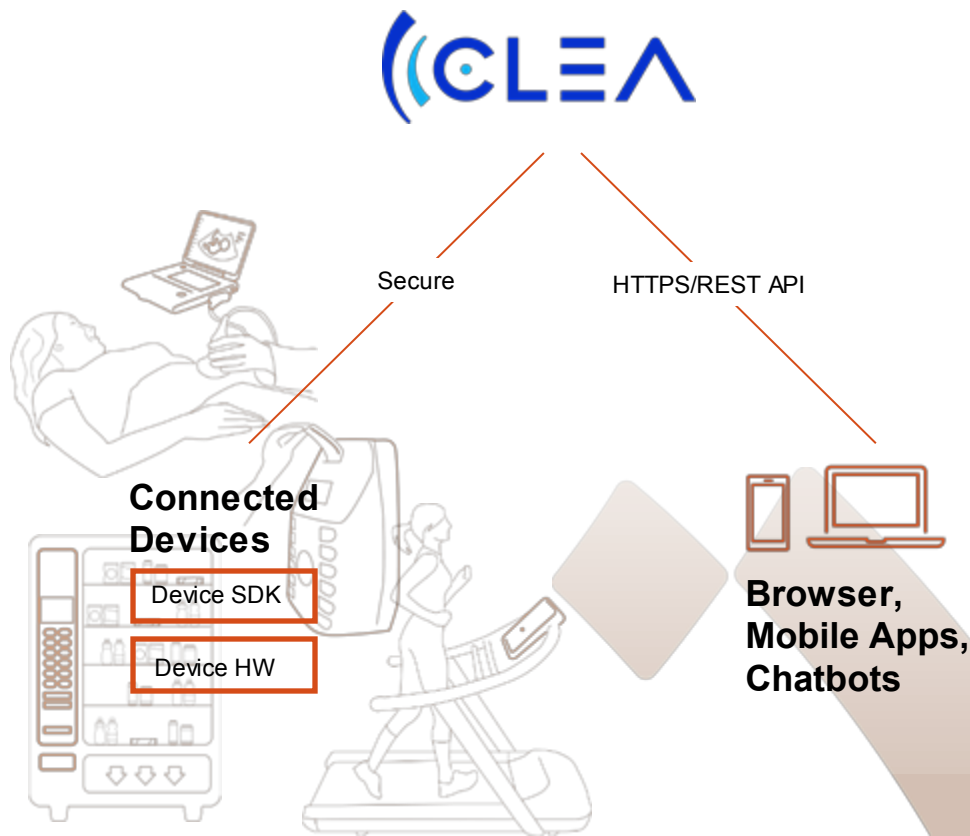 CLEA
Secure
HTTPS/REST API
Connected
Devices
Device SDK
Device HW
Browser,
Mobile Apps,
Chatbots